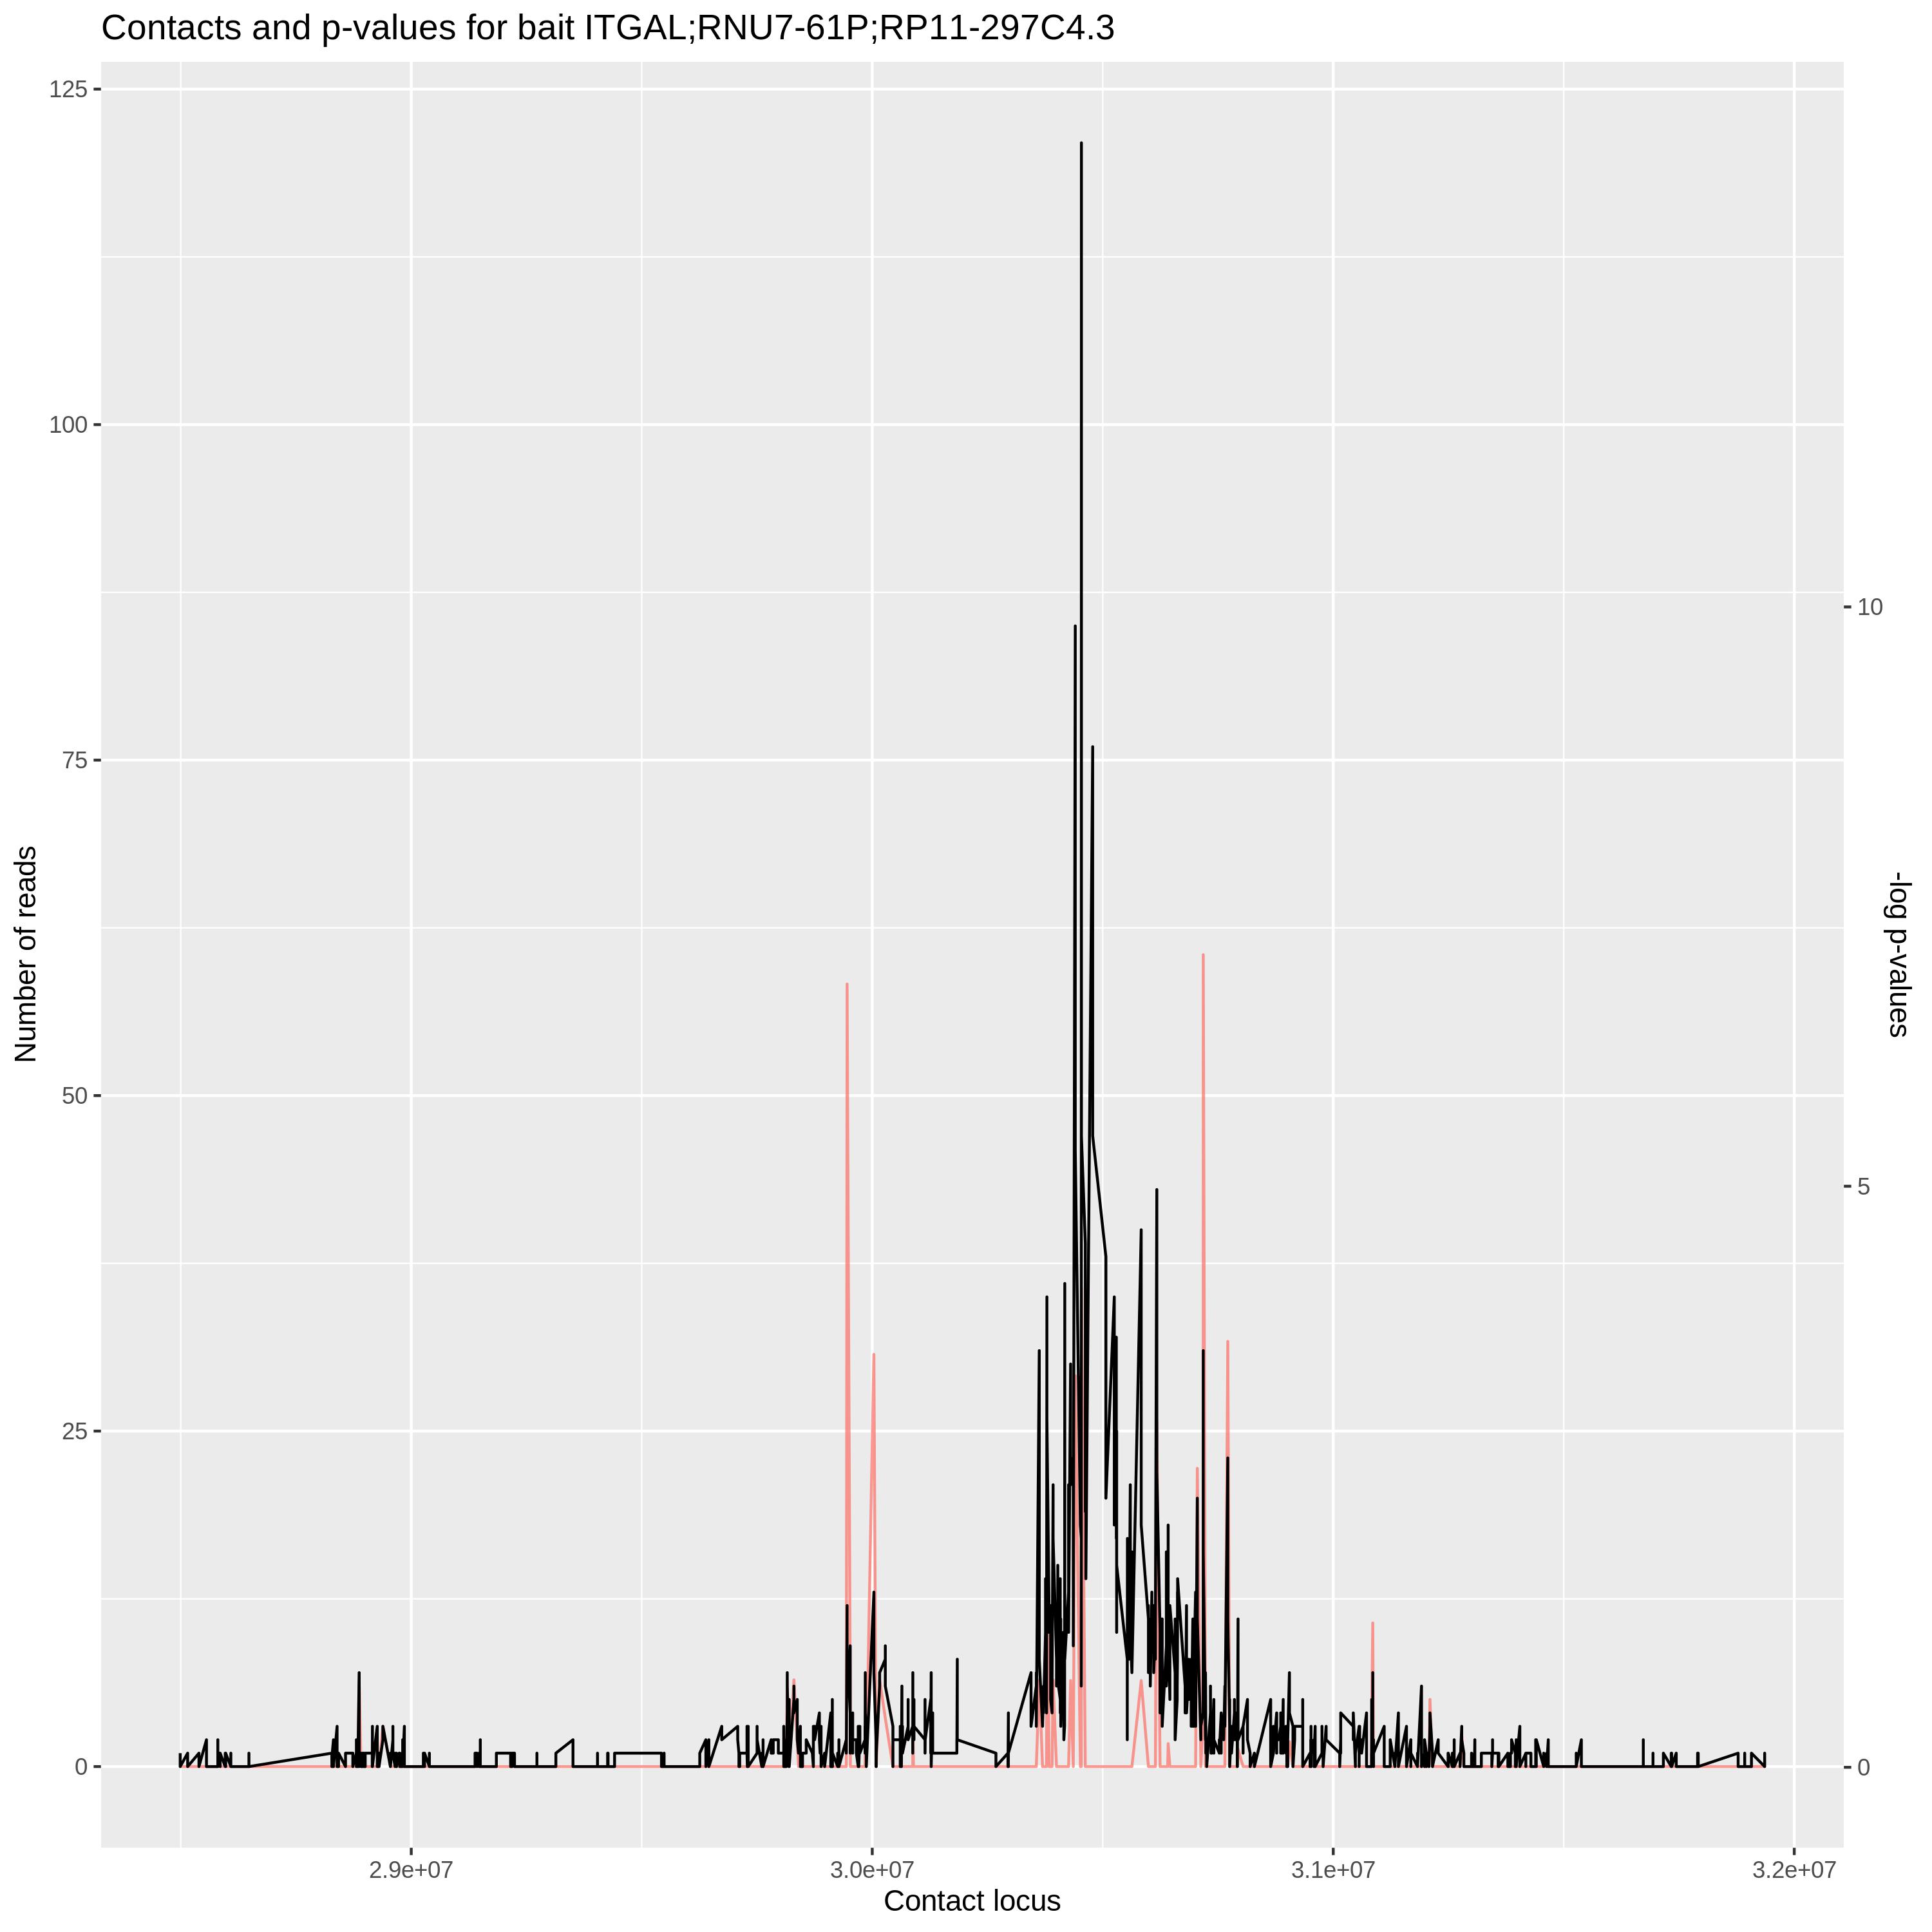 Contacts and p-values for bait ITGAL;RNU7-61P;RP11-297C4.3
125
100
75
50
25
0
Number of reads
10
5
0
-log p-values
2.9e+07
3.0e+07
3.1e+07
3.2e+07
Contact locus